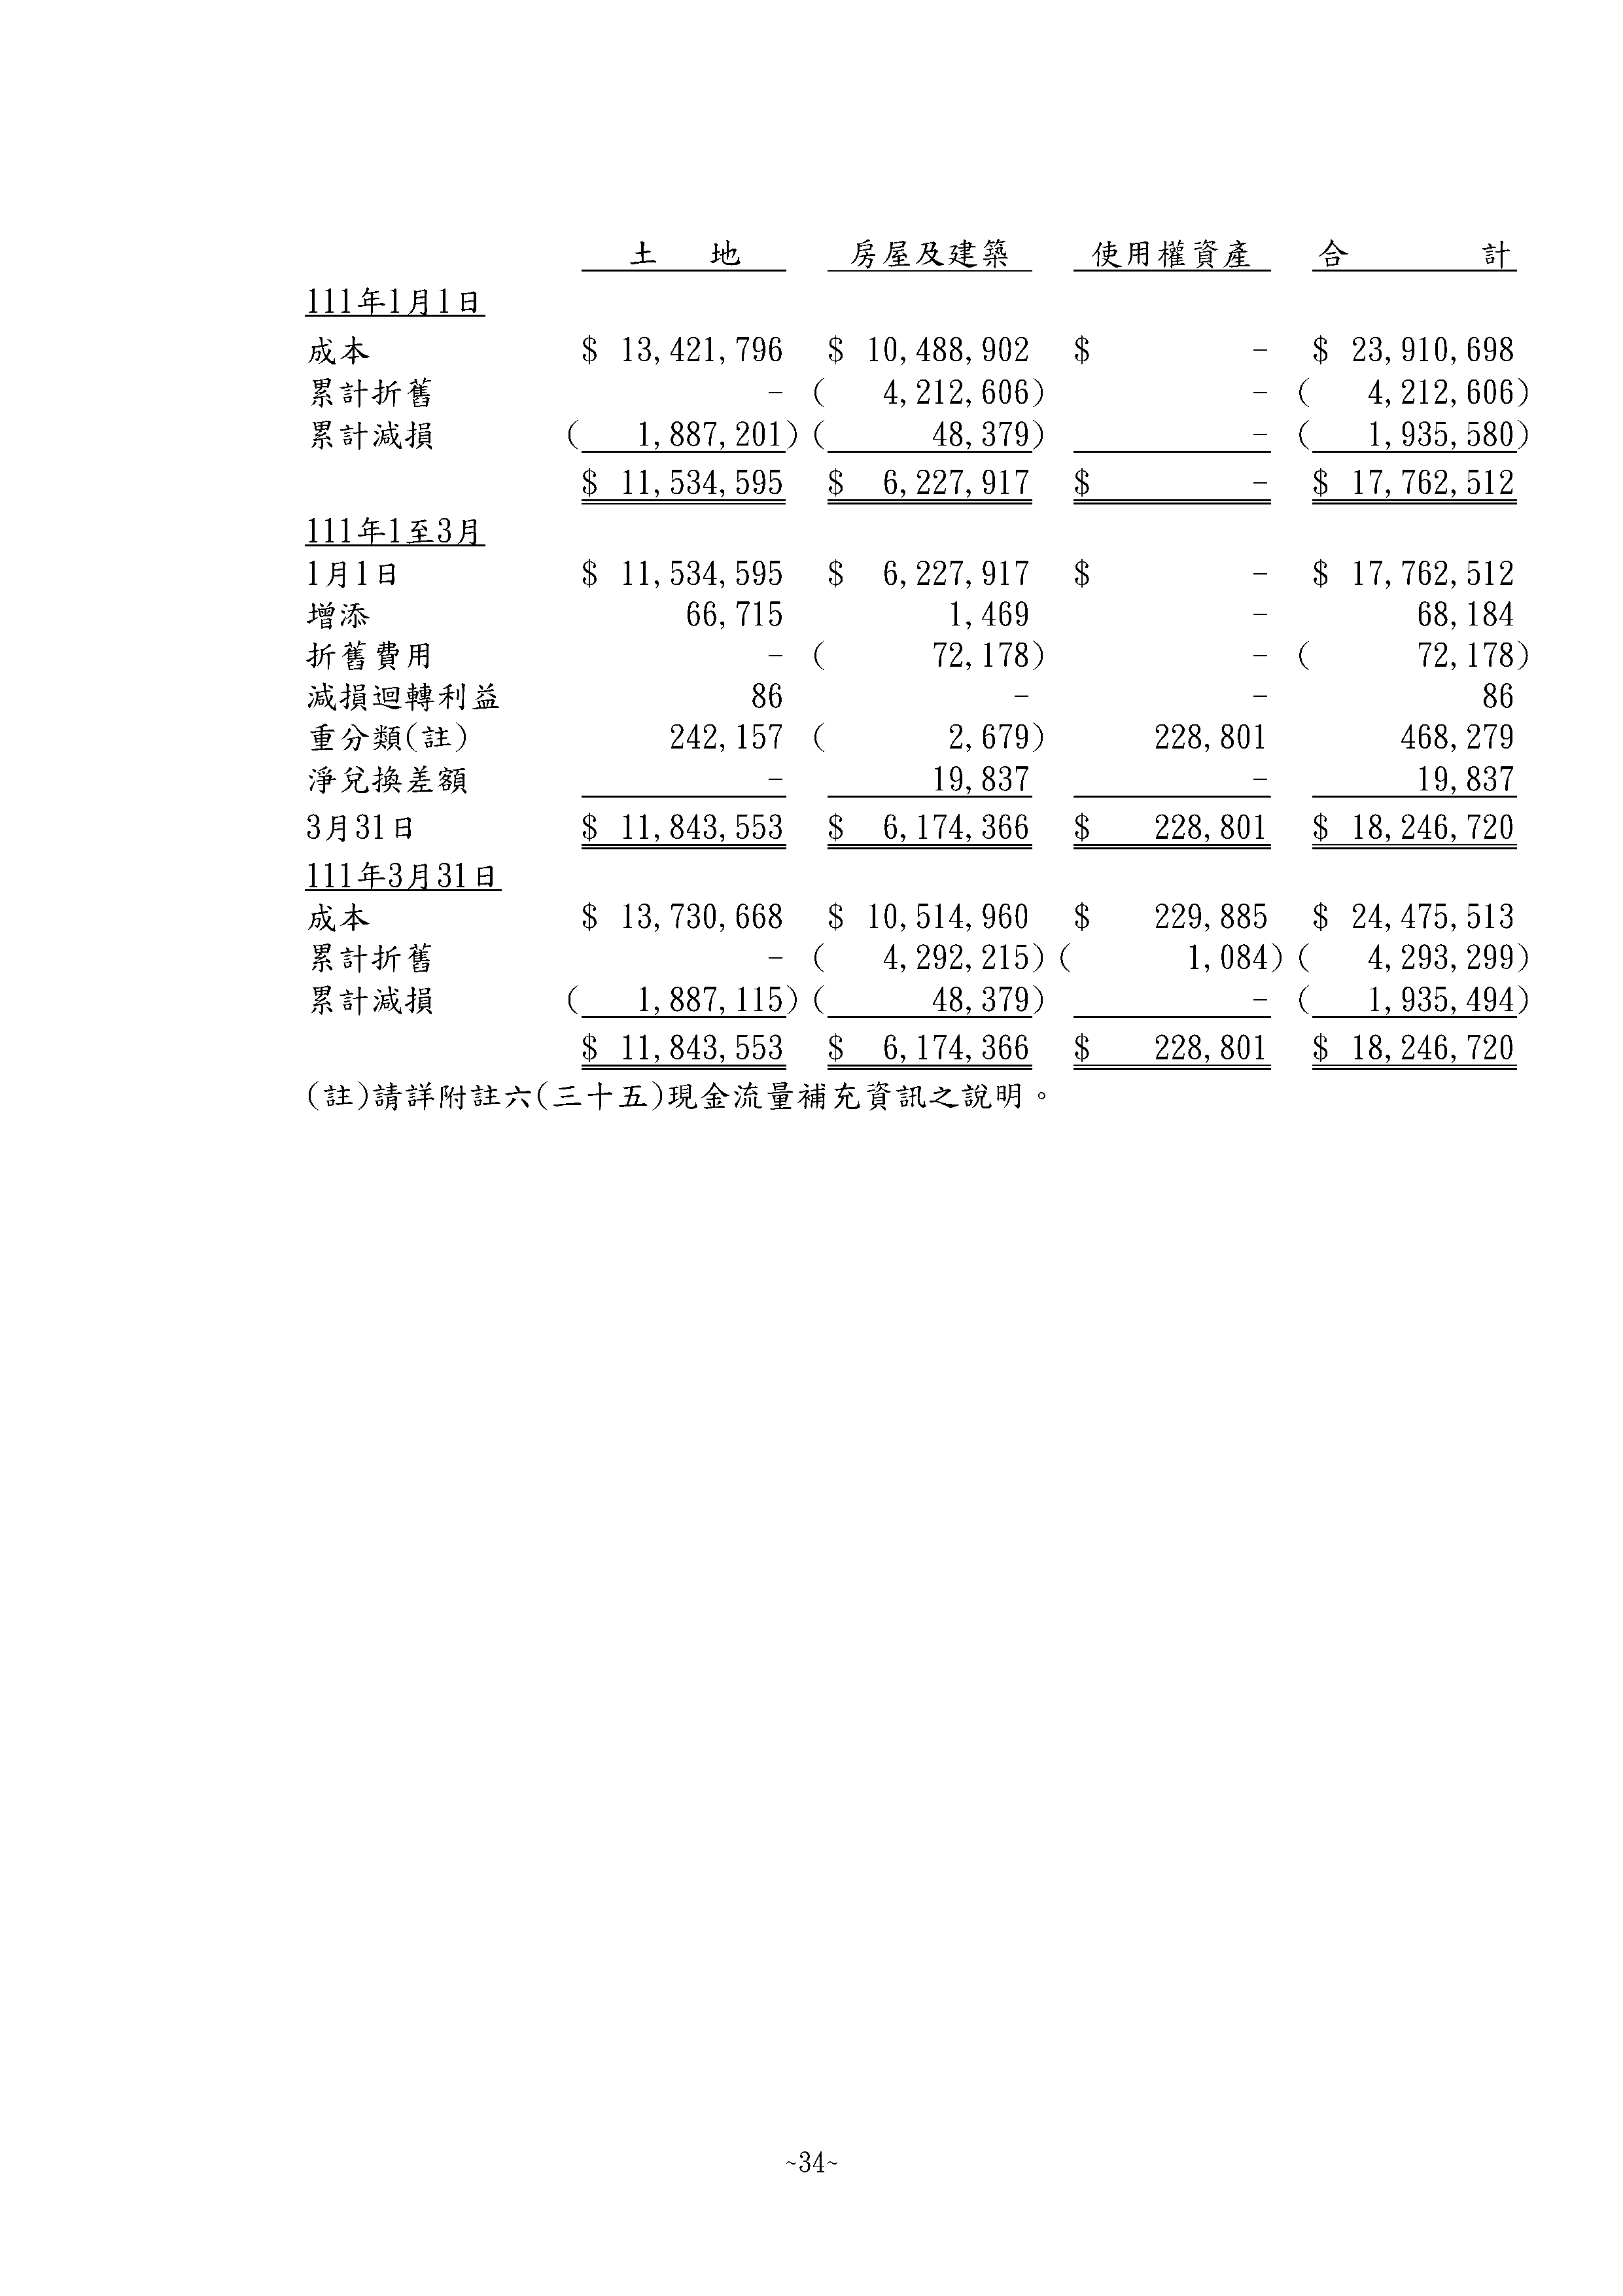 土　地　房屋及建築　使用權資產　合　計
111年1月1日
成本 $ 13,421,796 $ 10,488,902 $ - $ 23,910,698
累計折舊 - ( 4,212,606) - ( 4,212,606)
累計減損 ( 1,887,201) ( 48,379) - ( 1,935,580)
$ 11,534,595 $ 6,227,917 $ - $ 17,762,512
111年1至3月
1月1日 $ 11,534,595 $ 6,227,917 $ - $ 17,762,512
增添 66,715 1,469 - 68,184
折舊費用 - ( 72,178) - ( 72,178)
減損迴轉利益 86 - - 86
重分類(註) 242,157 ( 2,679) 228,801 468,279
淨兌換差額 - 19,837 - 19,837
3月31日 $ 11,843,553 $ 6,174,366 $ 228,801 $ 18,246,720
111年3月31日
成本 $ 13,730,668 $ 10,514,960 $ 229,885 $ 24,475,513
累計折舊 - ( 4,292,215) ( 1,084) ( 4,293,299)
累計減損 ( 1,887,115) ( 48,379) - ( 1,935,494)
$ 11,843,553 $ 6,174,366 $ 228,801 $ 18,246,720
(註)請詳附註六(三十五)現金流量補充資訊之說明。
~34~